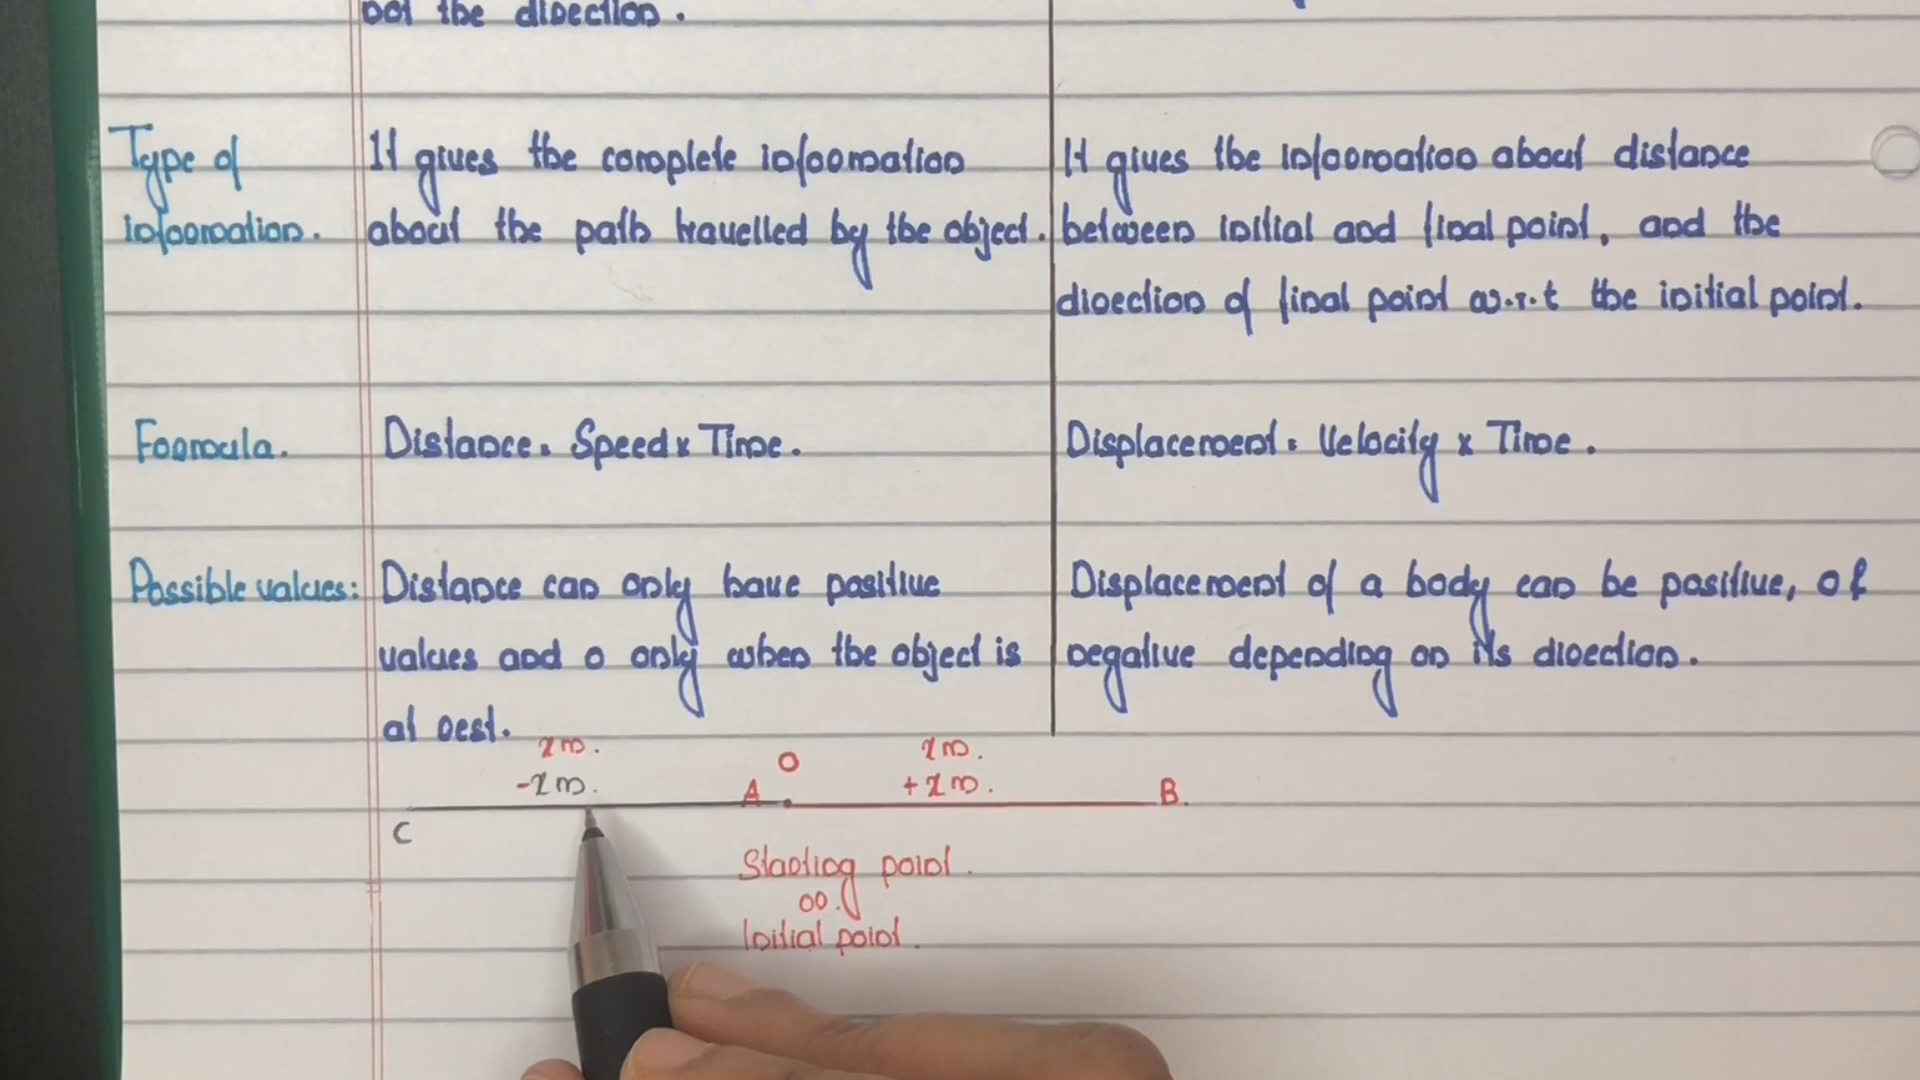 not the direction.
Type of
information.
It gives the complete information
about the path travelled by the object.
It gives the information about distance
between initial and final point, and the
direction of final point w.r.t the initial point.
Formula.
Distance = Speed x Time.
Displacement = Velocity x Time.
Possible values:
Distance can only have positive
values and 0 only when the object is
at rest.
Displacement of a body can be positive, or
negative depending on its direction.
xm.
-xm.
O
xm.
+xm.
A
B.
C
Starting point.
or.
Initial point.